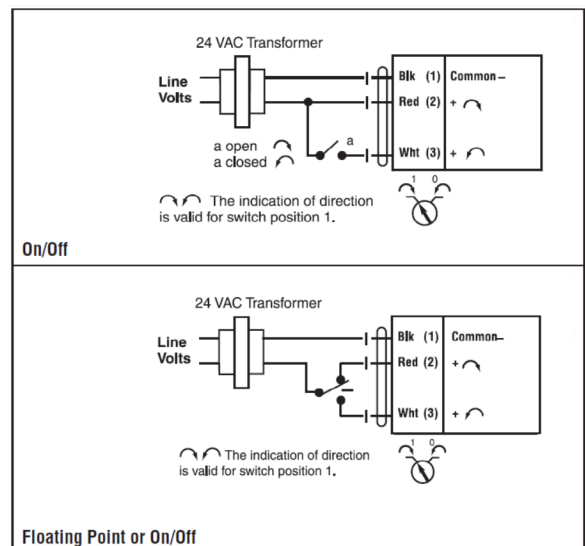 24 VAC Transformer
Line
Volts
Blk (1) Common –
Red (2) +
a open
a closed
a
Wht (3) +
1 0
The indication of direction
is valid for switch position 1.
On/Off
24 VAC Transformer
Line
Volts
Blk (1) Common–
Red (2) +
Wht (3) +
1 0
The indication of direction
is valid for switch position 1.
Floating Point or On/Off